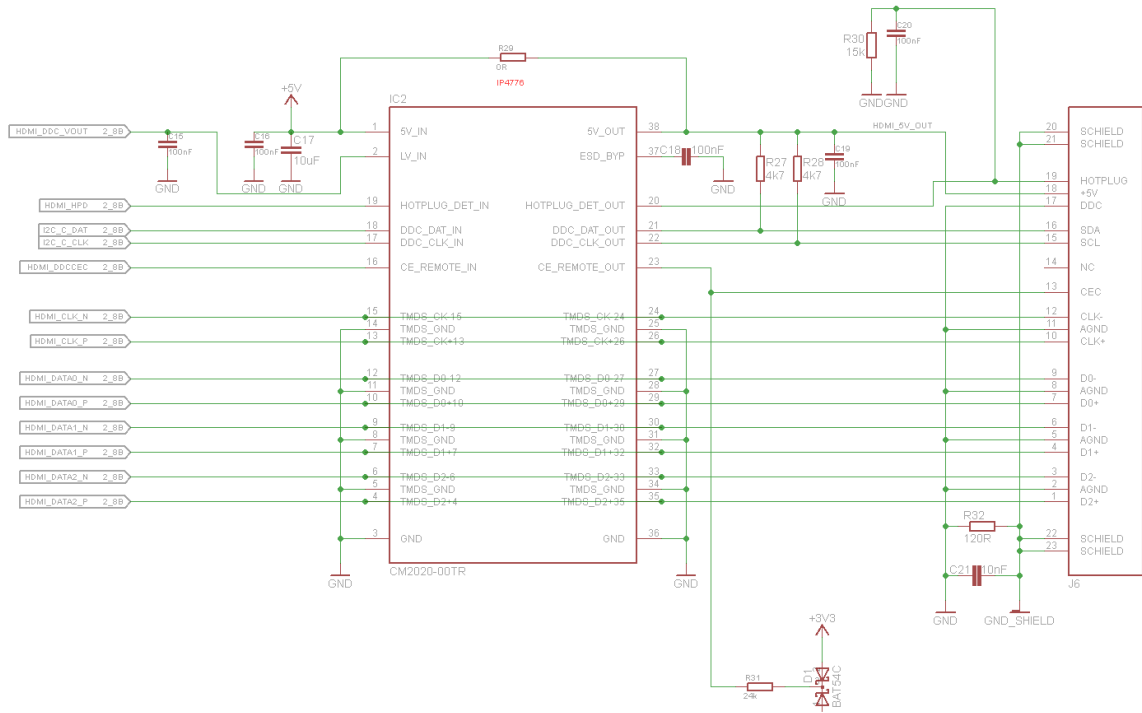 R29
0R
IP4776
R30
15k
C20
100nF
GND
GND
+5V
IC2
HDMI_DDC_VOUT 2_8B
C15
100nF
GND
C16
100nF
GND
C17
10uF
GND
1 5V_IN 5V_OUT 38
2 LV_IN ESD_BYP 37
C18 100nF
GND
R27
4k7
R28
4k7
C19
100nF
GND
HDMI_5V_OUT
HDMI_HPD 2_8B
19 HOTPLUG_DET_IN HOTPLUG_DET_OUT 20
I2C_C_DAT 2_8B
18 DDC_DAT_IN DDC_DAT_OUT 21
I2C_C_CLK 2_8B
17 DDC_CLK_IN DDC_CLK_OUT 22
HDMI_DDCCEC 2_8B
16 CE_REMOTE_IN CE_REMOTE_OUT 23
HDMI_CLK_N 2_8B
15 TMDS_CK-15 TMDS_CK-24 24
14 TMDS_GND TMDS_GND 25
HDMI_CLK_P 2_8B
13 TMDS_CK+13 TMDS_CK+26 26
HDMI_DATA0_N 2_8B
12 TMDS_D0-12 TMDS_D0-27 27
11 TMDS_GND TMDS_GND 28
HDMI_DATA0_P 2_8B
10 TMDS_D0+10 TMDS_D0+29 29
HDMI_DATA1_N 2_8B
9 TMDS_D1-9 TMDS_D1-30 30
8 TMDS_GND TMDS_GND 31
HDMI_DATA1_P 2_8B
7 TMDS_D1+7 TMDS_D1+32 32
HDMI_DATA2_N 2_8B
6 TMDS_D2-6 TMDS_D2-33 33
5 TMDS_GND TMDS_GND 34
HDMI_DATA2_P 2_8B
4 TMDS_D2+4 TMDS_D2+35 35
3 GND GND 36
CM2020-00TR
GND
GND
20 SCHIELD
21 SCHIELD
19 HOTPLUG
18 +5V
17 DDC
16 SDA
15 SCL
14 NC
13 CEC
12 CLK-
11 AGND
10 CLK+
9 D0-
8 AGND
7 D0+
6 D1-
5 AGND
4 D1+
3 D2-
2 AGND
1 D2+
22 SCHIELD
23 SCHIELD
J6
R32
120R
C21 10nF
GND
GND_SHIELD
+3V3
R31
24k
D1
BAT54C